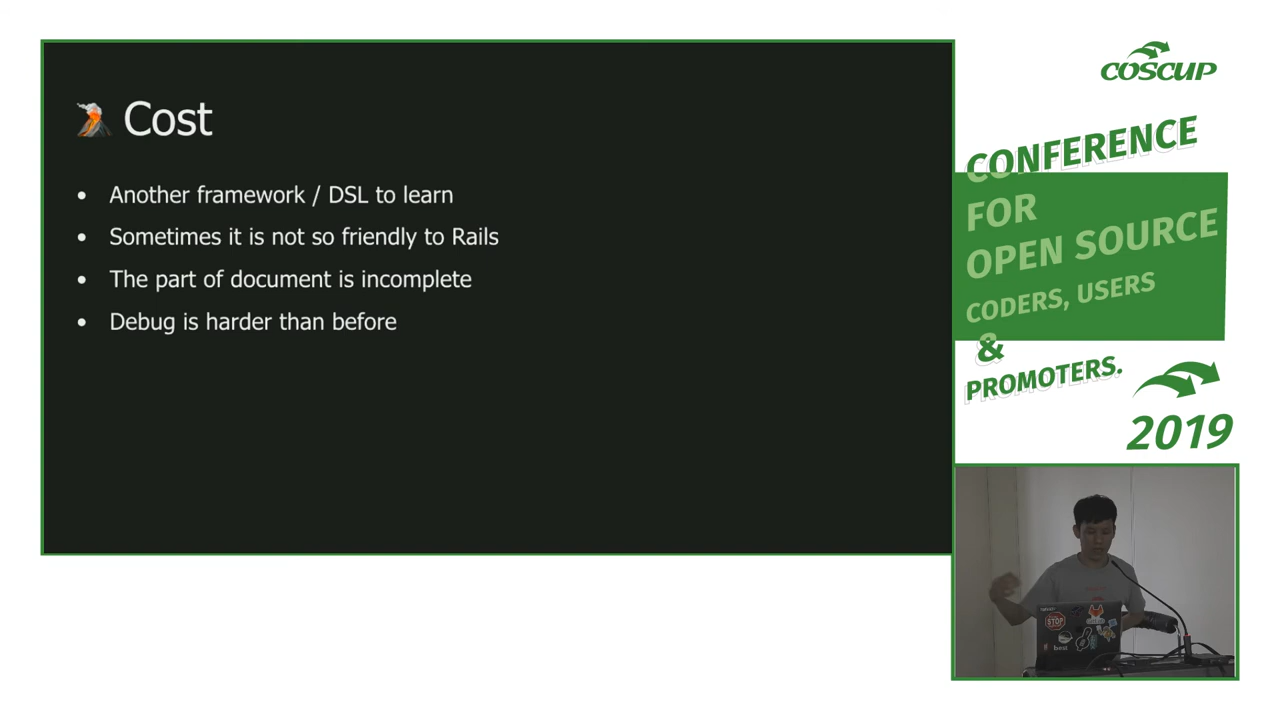 Cost
Another framework / DSL to learn
Sometimes it is not so friendly to Rails
The part of document is incomplete
Debug is harder than before
COSCUP
CONFERENCE
FOR
OPEN SOURCE
CODERS, USERS
&
PROMOTERS.
2019
STOP